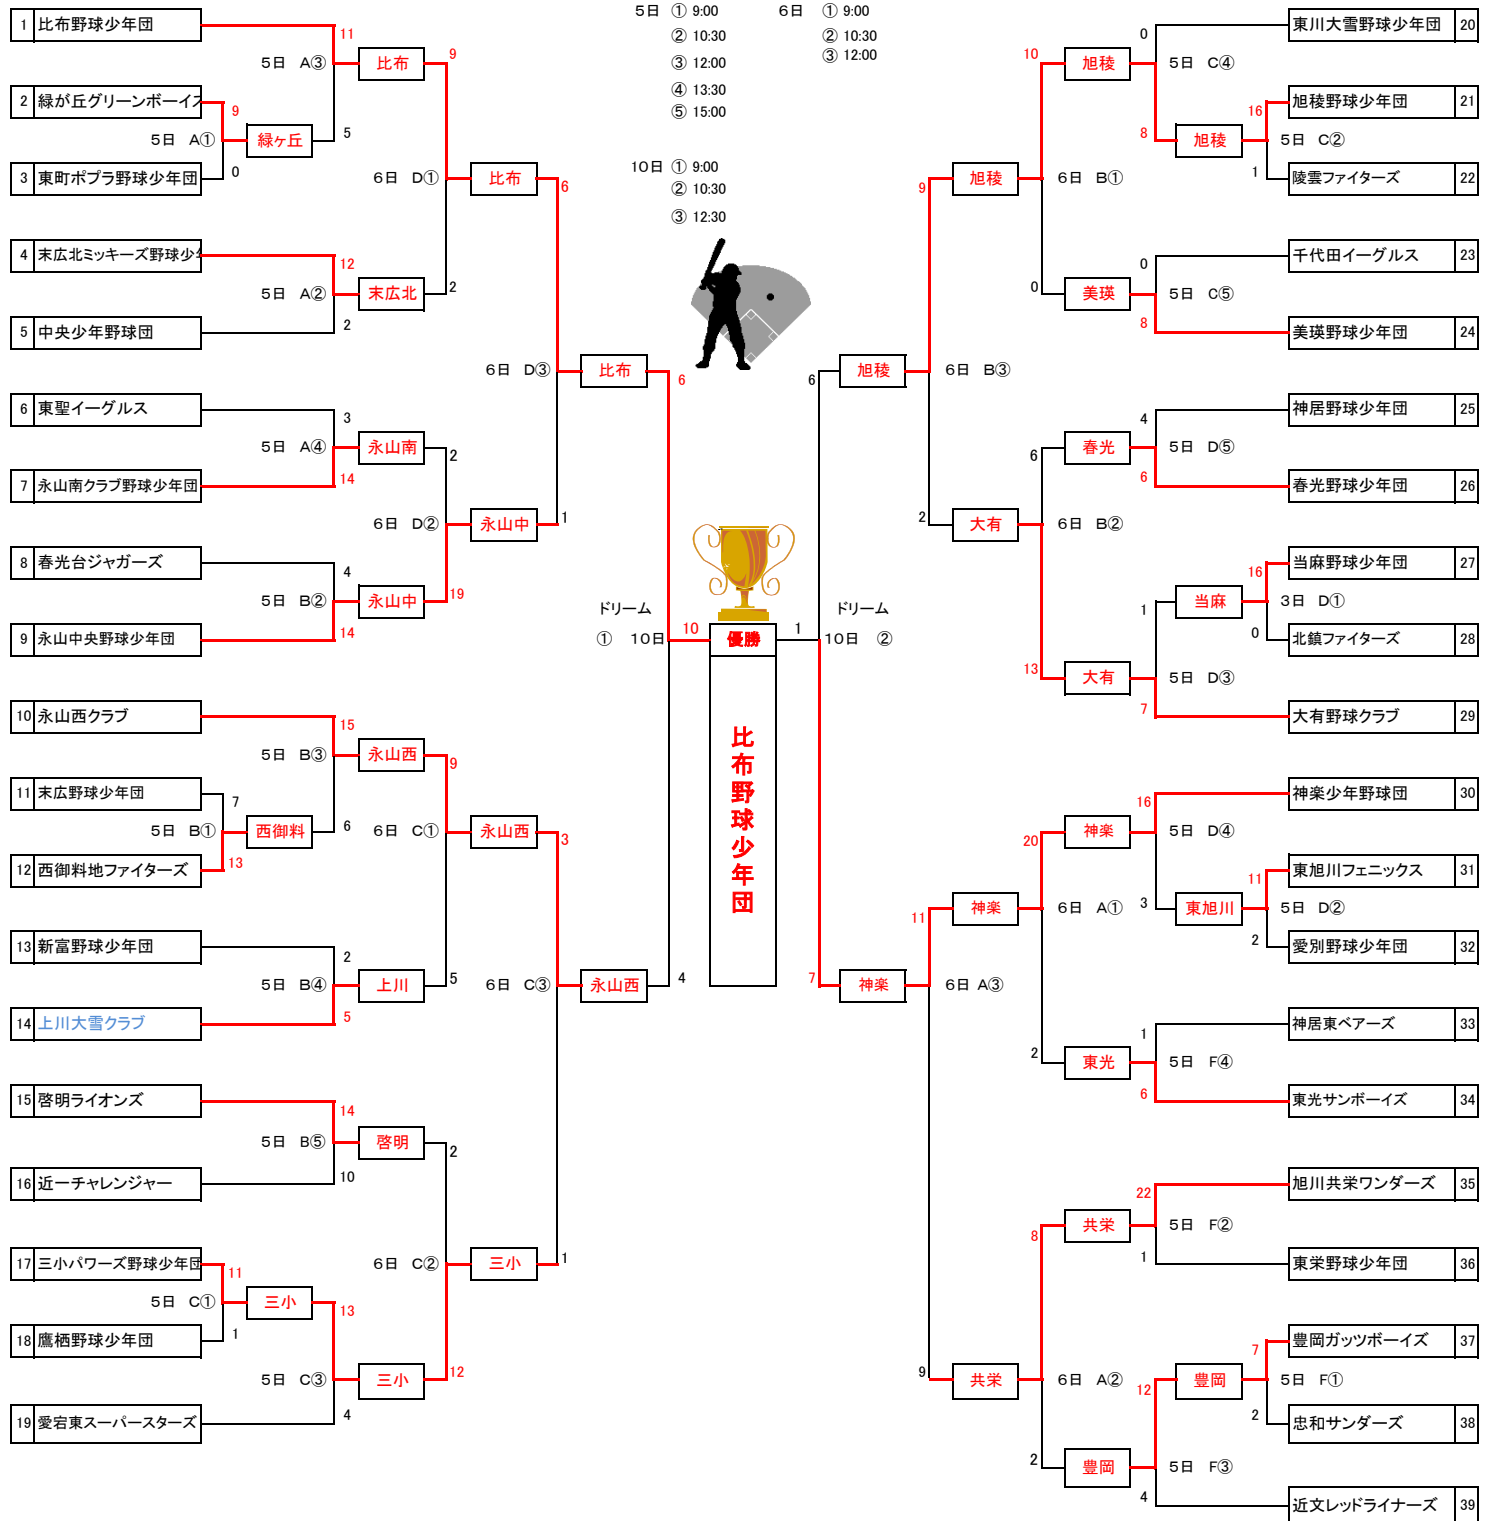 5日 ① 9:00 6日 ① 9:00
② 10:30 ② 10:30
③ 12:00 ③ 12:00
④ 13:30
⑤ 15:00
10日 ① 9:00
② 10:30
③ 12:30
1 比布野球少年団
11
5日 A③ 比布 9
2 緑が丘グリーンボーイズ
9
5日 A① 緑ヶ丘 5
3 東町ポプラ野球少年団 0
6日 D① 比布 6
4 末広北ミッキーズ野球少
12
5日 A② 末広北 2
5 中央少年野球団 2
6日 D③ 比布 6
6 東聖イーグルス 3
5日 A④ 永山南 2
7 永山南クラブ野球少年団 14
6日 D② 永山中 1
8 春光台ジャガーズ 4
5日 B② 永山中 19
9 永山中央野球少年団 14
ドリーム
① 10日 10
10 永山西クラブ 15
5日 B③ 永山西 9
11 末広野球少年団 7
5日 B① 西御料 6
12 西御料地ファイターズ 13
6日 C① 永山西 3
13 新富野球少年団 2
5日 B④ 上川 5
14 上川大雪クラブ 5
6日 C③ 永山西 4
15 啓明ライオンズ 14
5日 B⑤ 啓明 2
16 近一チャレンジャー 10
6日 C② 三小 1
17 三小パワーズ野球少年団 11
5日 C① 三小 13
18 鷹栖野球少年団 1
5日 C③ 三小 12
19 愛宕東スーパースターズ 4
優勝
比布野球少年団
0 東川大雪野球少年団 20
10 旭稜 5日 C④
16 旭稜野球少年団 21
8 旭稜 5日 C②
1 陵雲ファイターズ 22
9 旭稜 6日 B①
0 千代田イーグルス 23
0 美瑛 5日 C⑤
8 美瑛野球少年団 24
6 旭稜 6日 B③
4 神居野球少年団 25
6 春光 5日 D⑤
6 春光野球少年団 26
2 大有 6日 B②
16 当麻野球少年団 27
1 当麻 3日 D①
0 北鎮ファイターズ 28
13 大有 5日 D③
7 大有野球クラブ 29
ドリーム
1 10日 ②
16 神楽少年野球団 30
20 神楽 5日 D④
11 東旭川フェニックス 31
3 東旭川 5日 D②
2 愛別野球少年団 32
11 神楽 6日 A①
7 神楽 6日 A③
1 神居東ベアーズ 33
2 東光 5日 F④
6 東光サンボーイズ 34
22 旭川共栄ワンダーズ 35
8 共栄 5日 F②
1 東栄野球少年団 36
9 共栄 6日 A②
7 豊岡ガッツボーイズ 37
12 豊岡 5日 F①
2 忠和サンダーズ 38
2 豊岡 5日 F③
4 近文レッドライナーズ 39